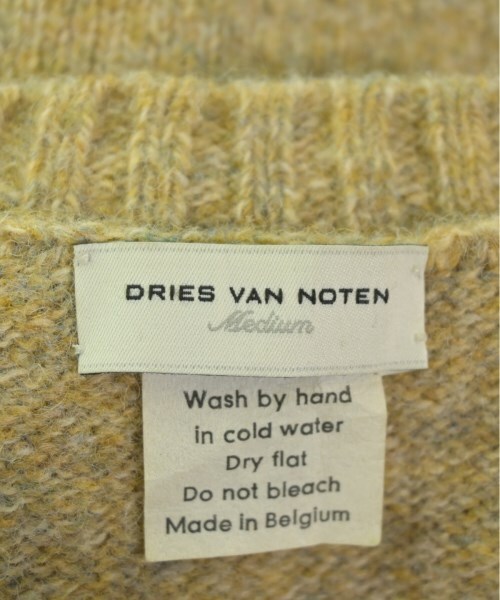 DRIES VAN NOTEN
Medium
Wash by hand
in cold water
Dry flat
Do not bleach
Made in Belgium